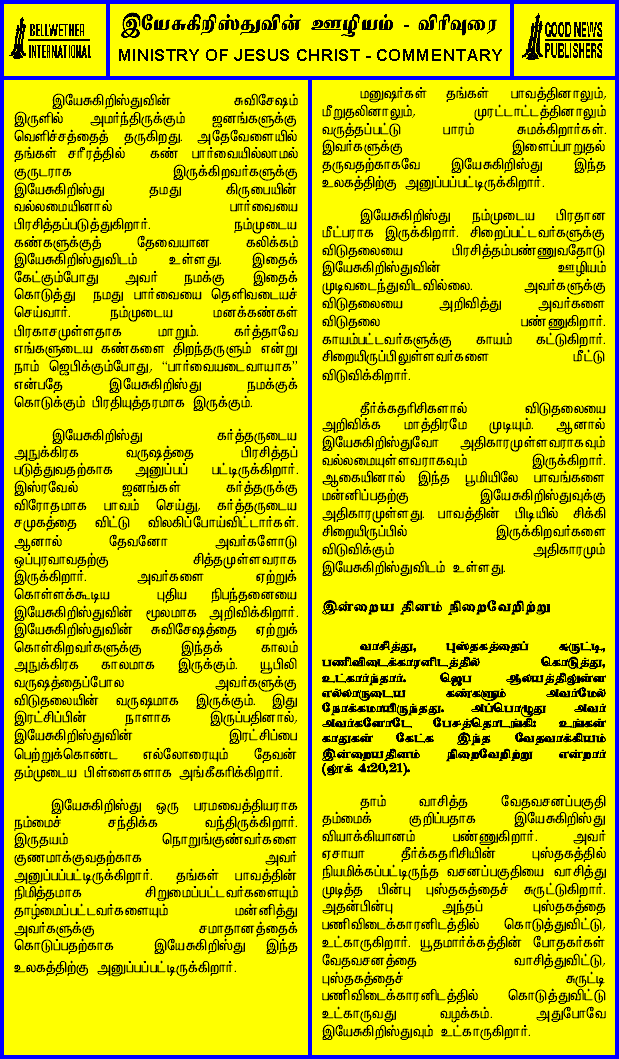 BELLWETHER
INTERNATIONAL
இயேசுகிறிஸ்துவின் ஊழியம் - விரிவுரை
MINISTRY OF JESUS CHRIST - COMMENTARY
GOOD NEWS
PUBLISHERS
இயேசுகிறிஸ்துவின் சுவிசேஷம்
இருளில் அமர்ந்திருக்கும் ஜனங்களுக்கு
வெளிச்சத்தைத் தருகிறது. அதேவேளையில்
தங்கள் சரீரத்தில் கண் பார்வையில்லாமல்
குருடராக இருக்கிறவர்களுக்கு
இயேசுகிறிஸ்து தமது கிருபையின்
வல்லமையினால் பார்வையை
பிரசித்தப்படுத்துகிறார். நம்முடைய
கண்களுக்குத் தேவையான கலிக்கம்
இயேசுகிறிஸ்துவிடம் உள்ளது. இதைக்
கேட்கும்போது அவர் நமக்கு இதைக்
கொடுத்து நமது பார்வையை தெளிவடையச்
செய்வார். நம்முடைய மனக்கண்கள்
பிரகாசமுள்ளதாக மாறும். கர்த்தாவே
எங்களுடைய கண்களை திறந்தருளும் என்று
நாம் ஜெபிக்கும்போது, “பார்வையடைவாயாக”
என்பதே இயேசுகிறிஸ்து நமக்குக்
கொடுக்கும் பிரதியுத்தரமாக இருக்கும்.
இயேசுகிறிஸ்து கர்த்தருடைய
அநுக்கிரக வருஷத்தை பிரசித்தப்
படுத்துவதற்காக அனுப்பப் பட்டிருக்கிறார்.
இஸ்ரவேல் ஜனங்கள் கர்த்தருக்கு
விரோதமாக பாவம் செய்து, கர்த்தருடைய
சமுகத்தை விட்டு விலகிப்போய்விட்டார்கள்.
ஆனால் தேவனோ அவர்களோடு
ஒப்புரவாவதற்கு சித்தமுள்ளவராக
இருக்கிறார். அவர்களை ஏற்றுக்
கொள்ளக்கூடிய புதிய நிபந்தனையை
இயேசுகிறிஸ்துவின் மூலமாக அறிவிக்கிறார்.
இயேசுகிறிஸ்துவின் சுவிசேஷத்தை ஏற்றுக்
கொள்கிறவர்களுக்கு இந்தக் காலம்
அநுக்கிரக காலமாக இருக்கும். யூபிலி
வருஷத்தைப்போல அவர்களுக்கு
விடுதலையின் வருஷமாக இருக்கும். இது
இரட்சிப்பின் நாளாக இருப்பதினால்,
இயேசுகிறிஸ்துவின் இரட்சிப்பை
பெற்றுக்கொண்ட எல்லோரையும் தேவன்
தம்முடைய பிள்ளைகளாக அங்கீகரிக்கிறார்.
இயேசுகிறிஸ்து ஒரு பரமவைத்தியராக
நம்மைச் சந்திக்க வந்திருக்கிறார்.
இருதயம் நொறுங்குண்டவர்களை
குணமாக்குவதற்காக அவர்
அனுப்பப்பட்டிருக்கிறார். தங்கள் பாவத்தின்
நிமித்தமாக சிறுமைப்பட்டவர்களையும்
தாழ்மைப்பட்டவர்களையும் மன்னித்து
அவர்களுக்கு சமாதானத்தைக்
கொடுப்பதற்காக இயேசுகிறிஸ்து இந்த
உலகத்திற்கு அனுப்பப்பட்டிருக்கிறார்.
மனுஷர்கள் தங்கள் பாவத்தினாலும்,
மீறுதலினாலும், முரட்டாட்டத்தினாலும்
வருத்தப்பட்டு பாரம் சுமக்கிறார்கள்.
இவர்களுக்கு இளைப்பாறுதல்
தருவதற்காகவே இயேசுகிறிஸ்து இந்த
உலகத்திற்கு அனுப்பப்பட்டிருக்கிறார்.
இயேசுகிறிஸ்து நம்முடைய பிரதான
மீட்பராக இருக்கிறார். சிறைப்பட்டவர்களுக்கு
விடுதலையை பிரசித்தம்பண்ணுவதோடு
இயேசுகிறிஸ்துவின் ஊழியம்
முடிவடைந்துவிடவில்லை. அவர்களுக்கு
விடுதலையை அறிவித்து அவர்களை
விடுதலை பண்ணுகிறார்.
காயம்பட்டவர்களுக்கு காயம் கட்டுகிறார்.
சிறையிருப்பிலுள்ளவர்களை மீட்டு
விடுவிக்கிறார்.
தீர்க்கதரிசிகளால் விடுதலையை
அறிவிக்க மாத்திரமே முடியும். ஆனால்
இயேசுகிறிஸ்துவோ அதிகாரமுள்ளவராகவும்
வல்லமையுள்ளவராகவும் இருக்கிறார்.
ஆகையினால் இந்த பூமியிலே பாவங்களை
மன்னிப்பதற்கு இயேசுகிறிஸ்துவுக்கு
அதிகாரமுள்ளது. பாவத்தின் பிடியில் சிக்கி
சிறையிருப்பில் இருக்கிறவர்களை
விடுவிக்கும் அதிகாரமும்
இயேசுகிறிஸ்துவிடம் உள்ளது.
இன்றைய தினம் நிறைவேறிற்று
வாசித்து, புஸ்தகத்தைப் சுருட்டி,
பணிவிடைக்காரனிடத்தில் கொடுத்து,
உட்கார்ந்தார். ஜெப ஆலயத்திலுள்ள
எல்லாருடைய கண்களும் அவர்மேல்
நோக்கமாயிருந்தது. அப்பொழுது அவர்
அவர்களோடே பேசத்தொடங்கி: உங்கள்
காதுகள் கேட்க இந்த வேதவாக்கியம்
இன்றையதினம் நிறைவேறிற்று என்றார்
(லூக் 4:20,21).
தாம் வாசித்த வேதவசனப்பகுதி
தம்மைக் குறிப்பதாக இயேசுகிறிஸ்து
வியாக்கியானம் பண்ணுகிறார். அவர்
ஏசாயா தீர்க்கதரிசியின் புஸ்தகத்தில்
நியமிக்கப்பட்டிருந்த வசனப்பகுதியை வாசித்து
முடித்த பின்பு புஸ்தகத்தைச் சுருட்டுகிறார்.
அதன்பின்பு அந்தப் புஸ்தகத்தை
பணிவிடைக்காரனிடத்தில் கொடுத்துவிட்டு,
உட்காருகிறார். யூதமார்க்கத்தின் போதகர்கள்
வேதவசனத்தை வாசித்துவிட்டு,
புஸ்தகத்தைச் சுருட்டி
பணிவிடைக்காரனிடத்தில் கொடுத்துவிட்டு
உட்காருவது வழக்கம். அதுபோலவே
இயேசுகிறிஸ்துவும் உட்காருகிறார்.